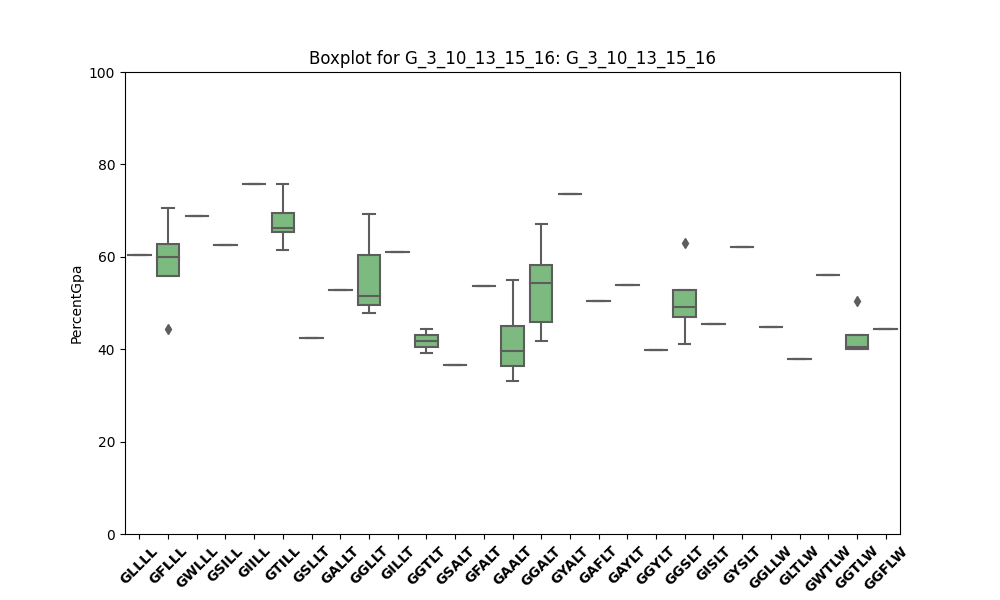 Boxplot for G_3_10_13_15_16: G_3_10_13_15_16
100
80
60
40
20
0
PercentGpa
GLLLL
GFLLL
GWLLL
GSILL
GIILL
GTILL
GSLLT
GALLT
GGLLT
GILLT
GGTLT
GSALT
GFALT
GAALT
GGALT
GYALT
GAFLT
GAYLT
GGYLT
GGSLT
GISLT
GYSLT
GGLLW
GLTLW
GWTLW
GGTLW
GGFLW